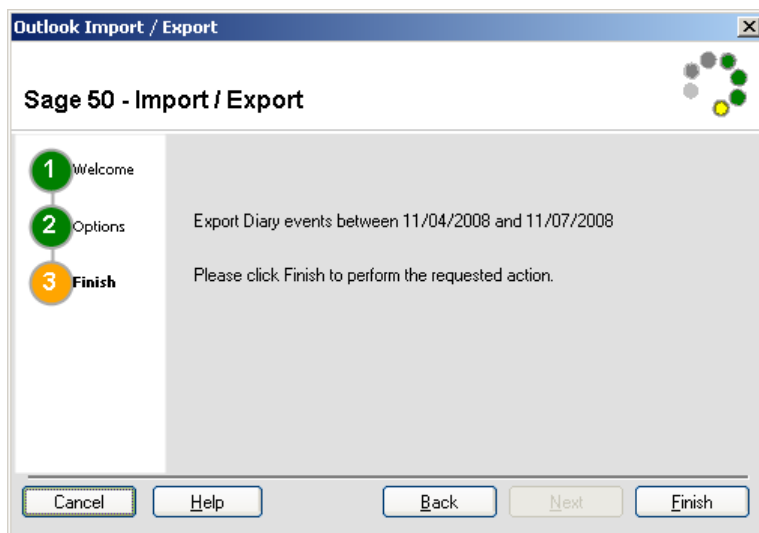 Outlook Import / Export
Sage 50 - Import / Export
1 Welcome
2 Options
3 Finish
Export Diary events between 11/04/2008 and 11/07/2008
Please click Finish to perform the requested action.
Cancel Help Back Next Finish